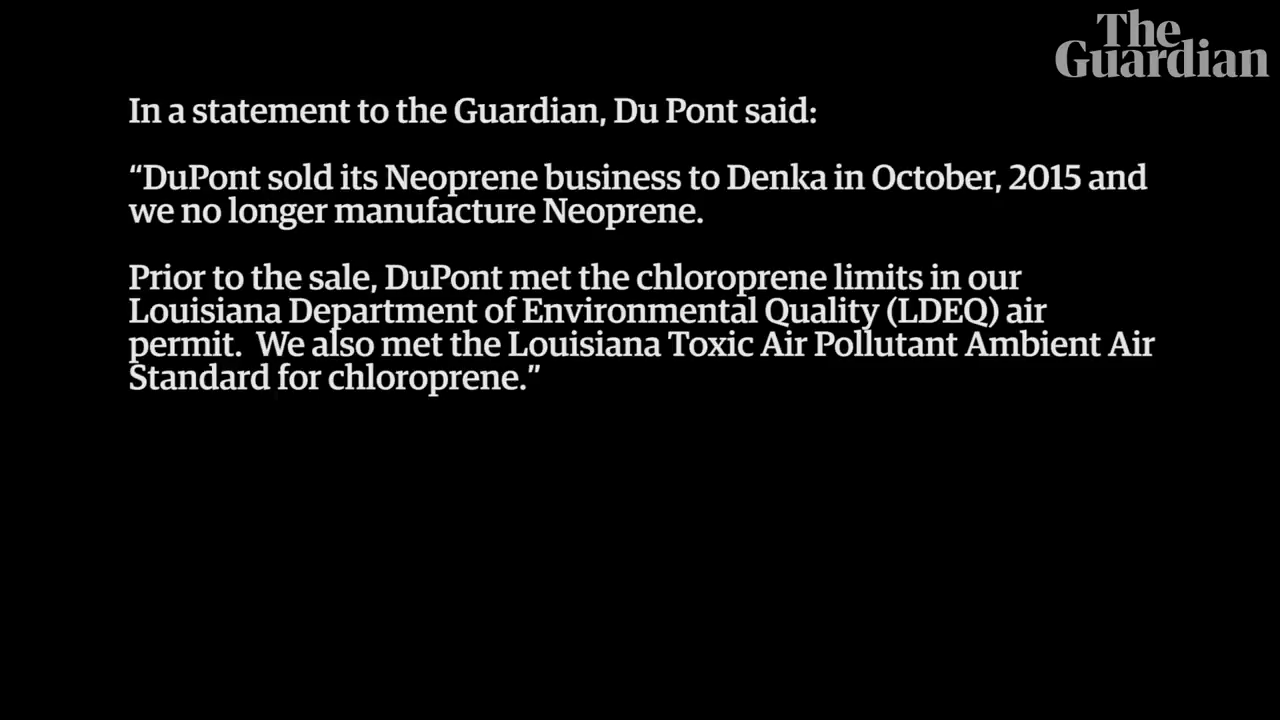 The
Guardian
In a statement to the Guardian, Du Pont said:
“DuPont sold its Neoprene business to Denka in October, 2015 and
we no longer manufacture Neoprene.
Prior to the sale, DuPont met the chloroprene limits in our
Louisiana Department of Environmental Quality (LDEQ) air
permit.  We also met the Louisiana Toxic Air Pollutant Ambient Air
Standard for chloroprene.”